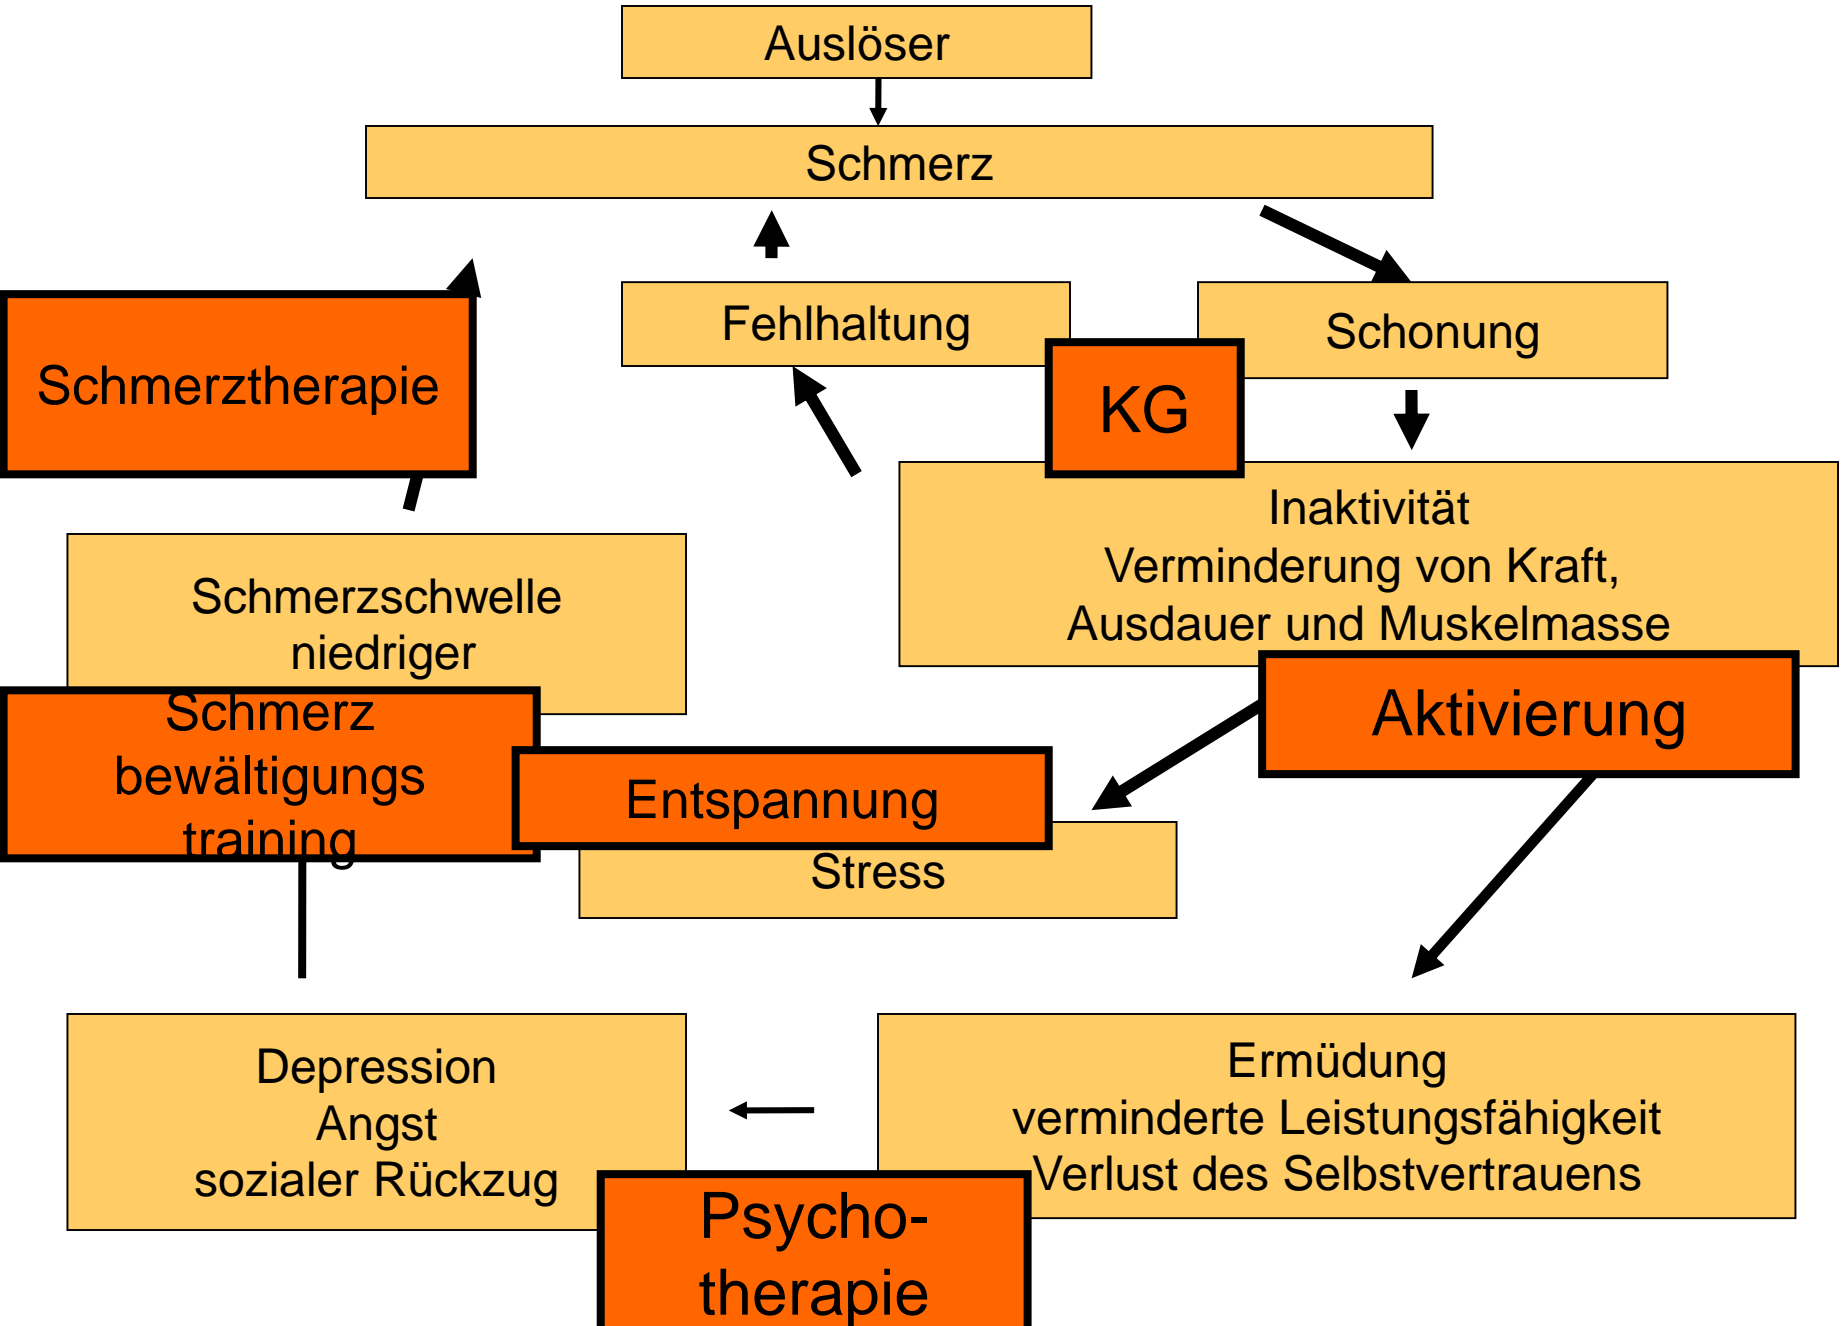 Auslöser
Schmerz
Fehlhaltung
Schonung
Schmerztherapie
KG
Inaktivität
Verminderung von Kraft,
Ausdauer und Muskelmasse
Schmerzschwelle
niedriger
Schmerz
bewältigungs
training
Aktivierung
Entspannung
Stress
Depression
Angst
sozialer Rückzug
Ermüdung
verminderte Leistungsfähigkeit
Verlust des Selbstvertrauens
Psycho-
therapie